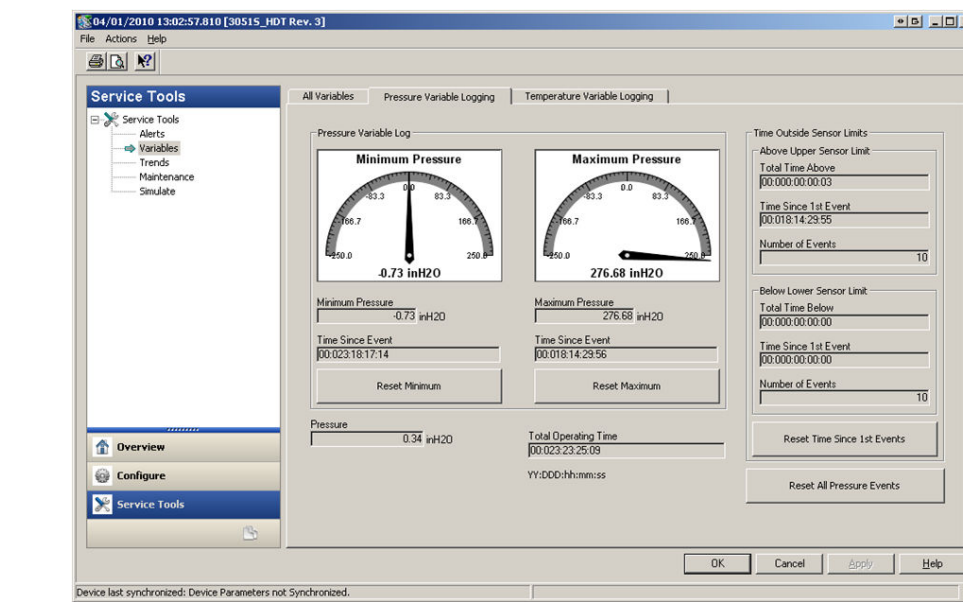 04/01/2010 13:02:57.810 [3051S_HDT Rev. 3]
File Actions Help
Service Tools
Service Tools
Alerts
Variables
Trends
Maintenance
Simulate
Overview
Configure
Service Tools
All Variables Pressure Variable Logging Temperature Variable Logging
Pressure Variable Log
Minimum Pressure
0.0
-83.3 83.3
-166.7 166.7
-250.0 250.0
-0.73 inH2O
Minimum Pressure
-0.73 inH2O
Time Since Event
00:023:18:17:14
Reset Minimum
Maximum Pressure
0.0
-83.3 83.3
-166.7 166.7
-250.0 250.0
276.68 inH2O
Maximum Pressure
276.68 inH2O
Time Since Event
00:018:14:29:56
Reset Maximum
Pressure
0.34 inH2O
Total Operating Time
00:023:23:25:09
YY:DDD:hh:mm:ss
Time Outside Sensor Limits
Above Upper Sensor Limit
Total Time Above
00:000:00:00:03
Time Since 1st Event
00:018:14:29:55
Number of Events
10
Below Lower Sensor Limit
Total Time Below
00:000:00:00:00
Time Since 1st Event
00:000:00:00:00
Number of Events
10
Reset Time Since 1st Events
Reset All Pressure Events
OK Cancel Apply Help
Device last synchronized: Device Parameters not Synchronized.